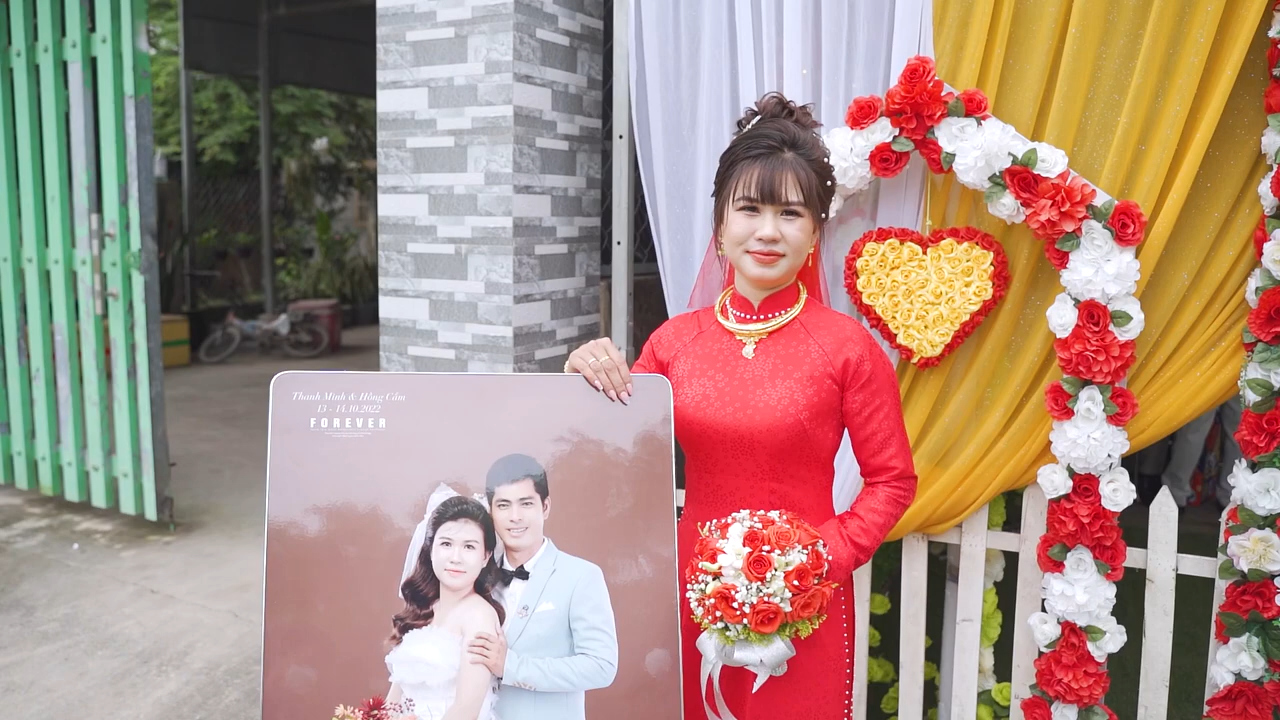 Thanh Minh & Hồng Cẩm
13 - 14.10.2022
FOREVER